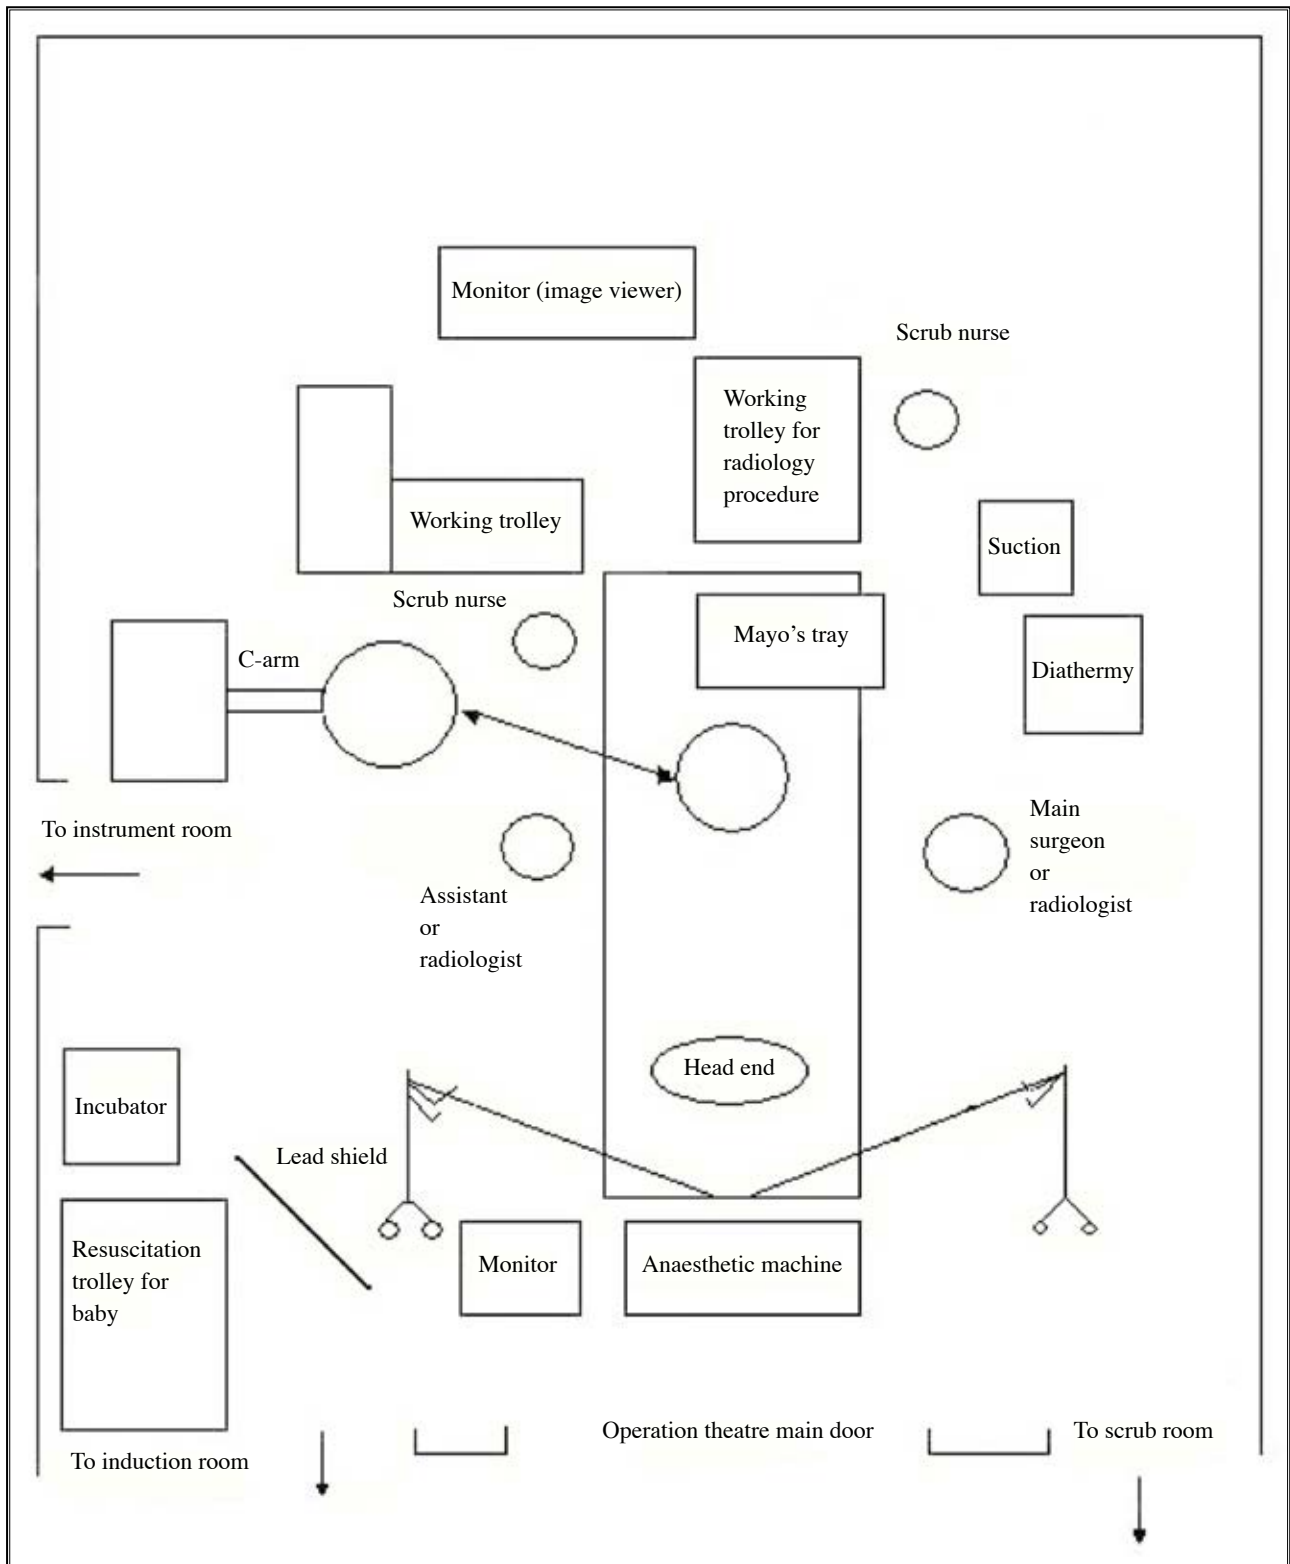 Monitor (image viewer)
Scrub nurse
Working
trolley for
radiology
procedure
Working trolley
Suction
Scrub nurse
Mayo’s tray
C-arm
Diathermy
To instrument room
Main
surgeon
or
radiologist
Assistant
or
radiologist
Head end
Incubator
Lead shield
Resuscitation
trolley for
baby
Monitor
Anaesthetic machine
Operation theatre main door
To scrub room
To induction room